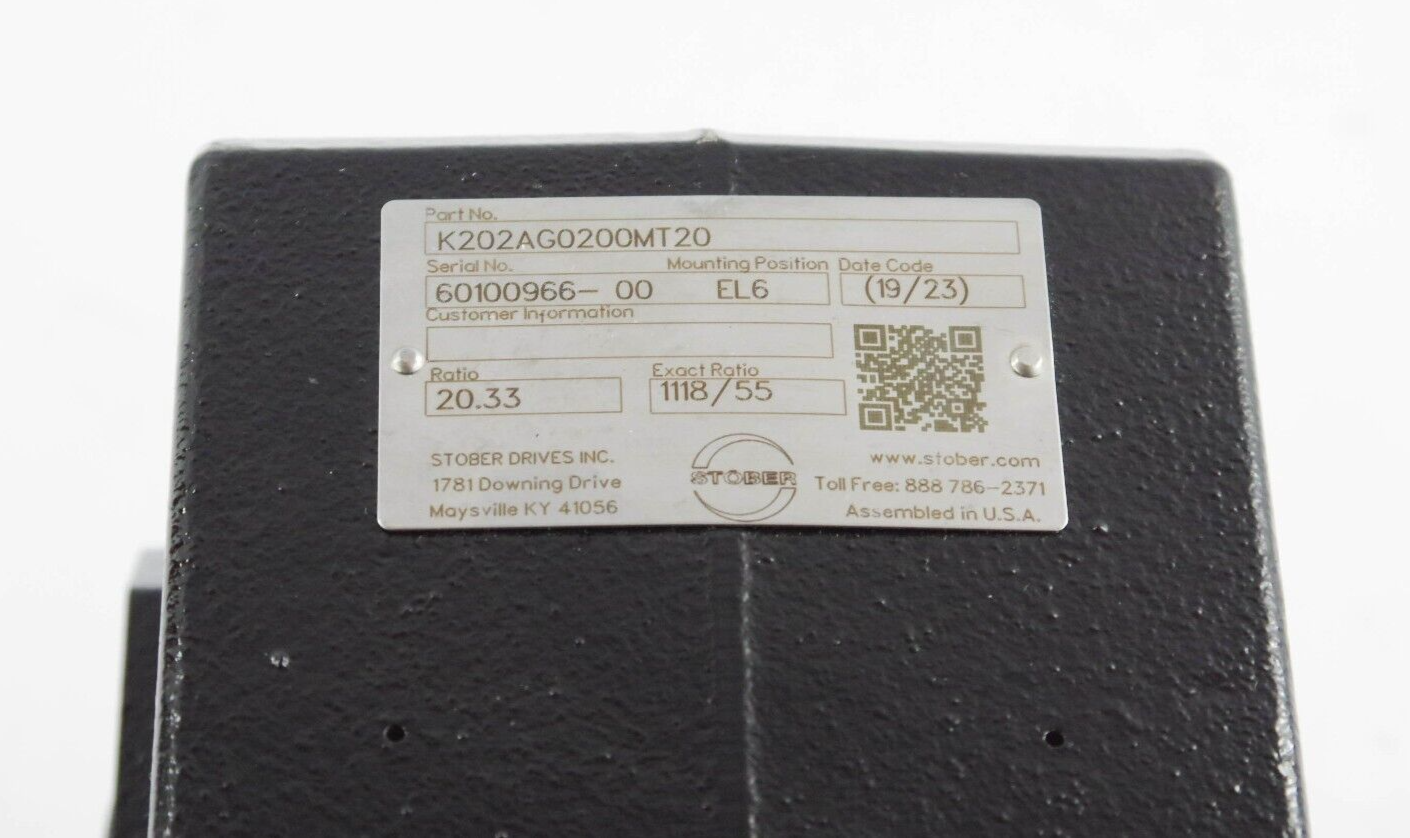 Part No.
K202AG0200MT20
Serial No. Mounting Position Date Code
60100966- 00 EL6 (19/23)
Customer Information
Ratio Exact Ratio
20.33 1118/55
STOBER DRIVES INC.
1781 Downing Drive
Maysville KY 41056
STOBER
www.stober.com
Toll Free: 888 786-2371
Assembled in U.S.A.